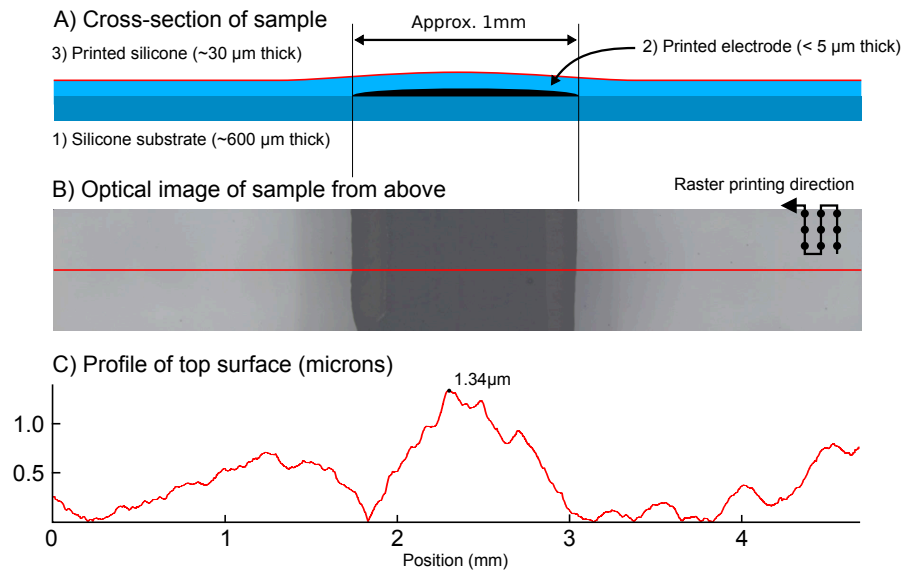 A) Cross-section of sample
Approx. 1mm
3) Printed silicone (~30 µm thick)
2) Printed electrode (< 5 µm thick)
1) Silicone substrate (~600 µm thick)
B) Optical image of sample from above
Raster printing direction
C) Profile of top surface (microns)
1.34µm
1.0
0.5
0 1 2 3 4
Position (mm)